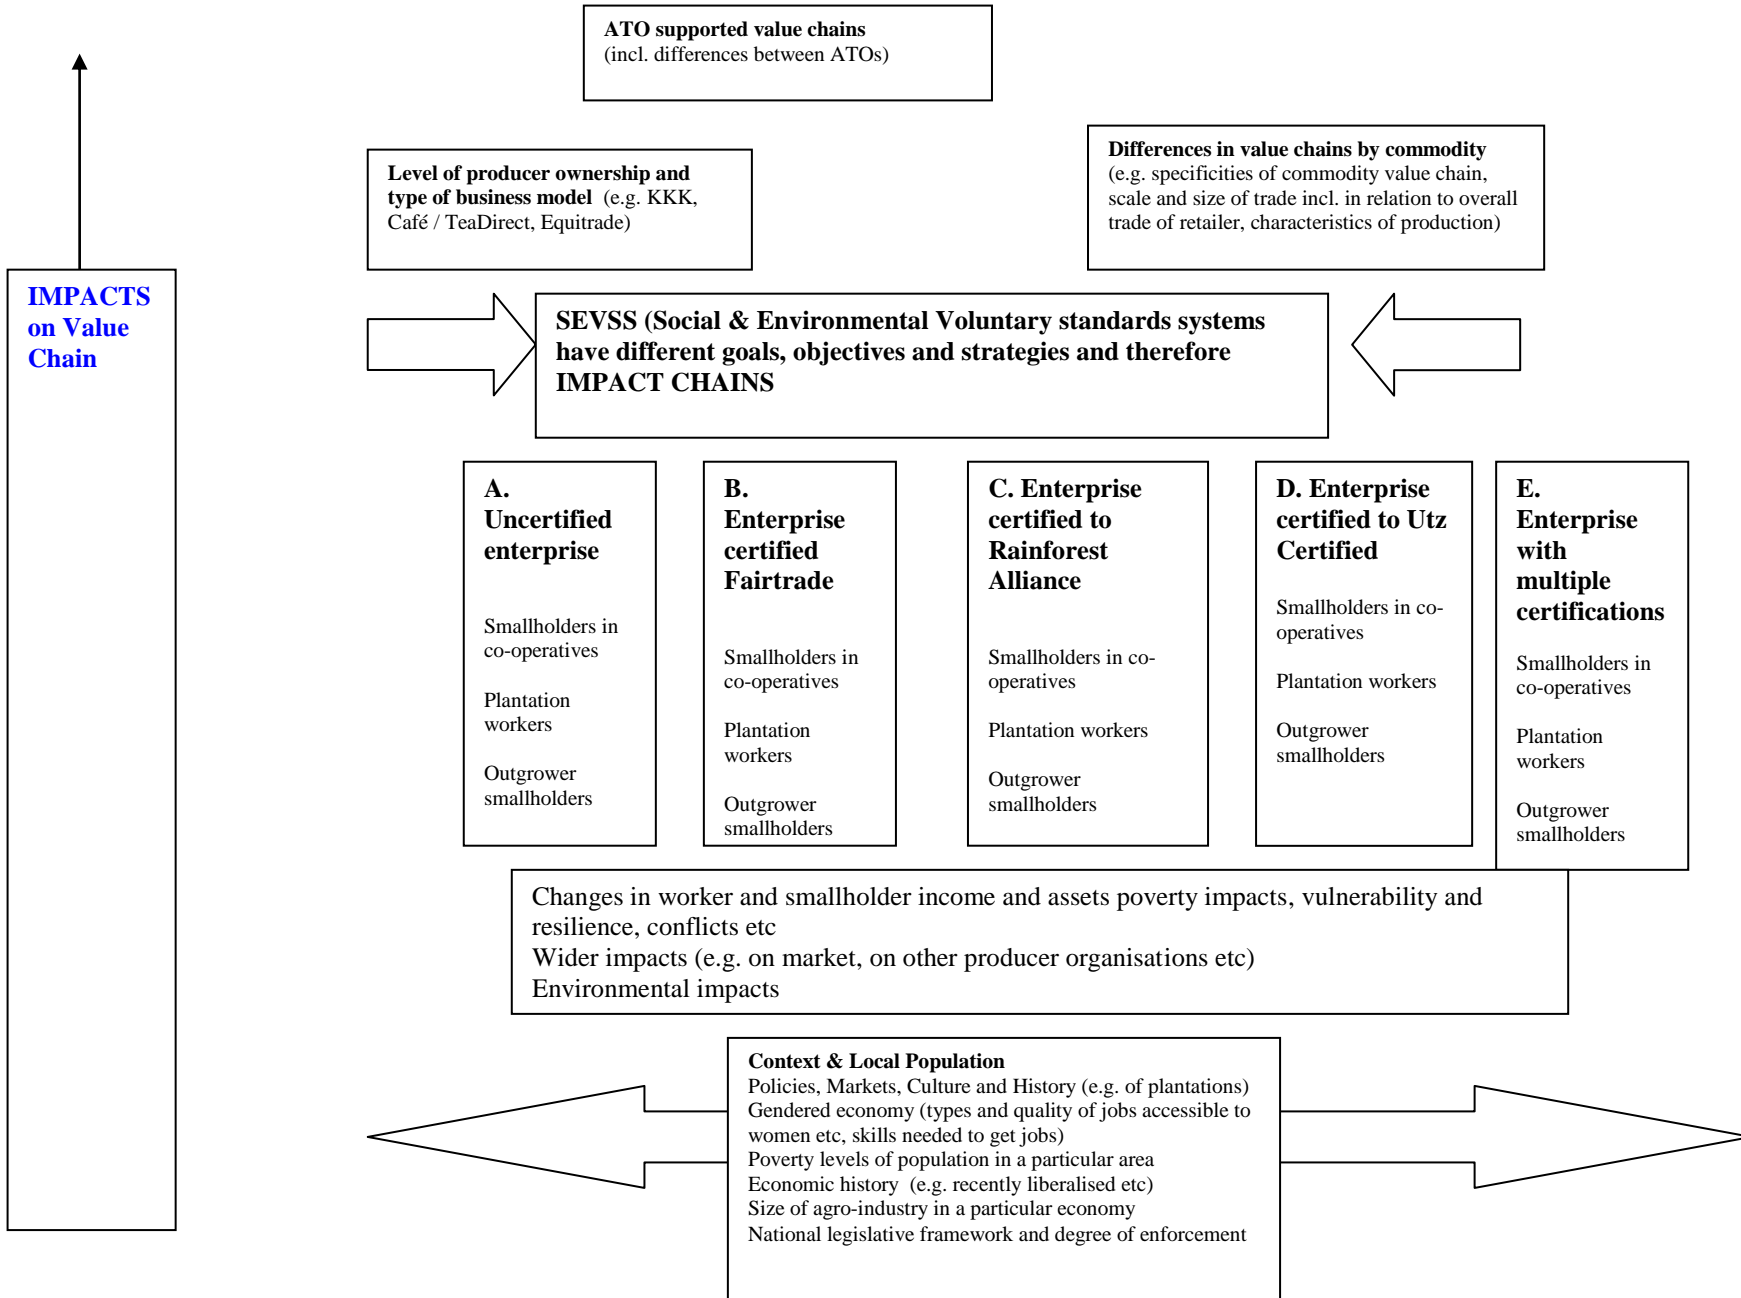 ATO supported value chains
(incl. differences between ATOs)
Level of producer ownership and
type of business model  (e.g. KKK,
Café / TeaDirect, Equitrade)
Differences in value chains by commodity
(e.g. specificities of commodity value chain,
scale and size of trade incl. in relation to overall
trade of retailer, characteristics of production)
IMPACTS
on Value
Chain
SEVSS (Social & Environmental Voluntary standards systems
have different goals, objectives and strategies and therefore
IMPACT CHAINS
A.
Uncertified
enterprise
Smallholders in
co-operatives
Plantation
workers
Outgrower
smallholders
B.
Enterprise
certified
Fairtrade
Smallholders in
co-operatives
Plantation
workers
Outgrower
smallholders
C. Enterprise
certified to
Rainforest
Alliance
Smallholders in co-
operatives
Plantation workers
Outgrower
smallholders
D. Enterprise
certified to Utz
Certified
Smallholders in co-
operatives
Plantation workers
Outgrower
smallholders
E.
Enterprise
with
multiple
certifications
Smallholders in
co-operatives
Plantation
workers
Outgrower
smallholders
Changes in worker and smallholder income and assets poverty impacts, vulnerability and
resilience, conflicts etc
Wider impacts (e.g. on market, on other producer organisations etc)
Environmental impacts
Context & Local Population
Policies, Markets, Culture and History (e.g. of plantations)
Gendered economy (types and quality of jobs accessible to
women etc, skills needed to get jobs)
Poverty levels of population in a particular area
Economic history  (e.g. recently liberalised etc)
Size of agro-industry in a particular economy
National legislative framework and degree of enforcement